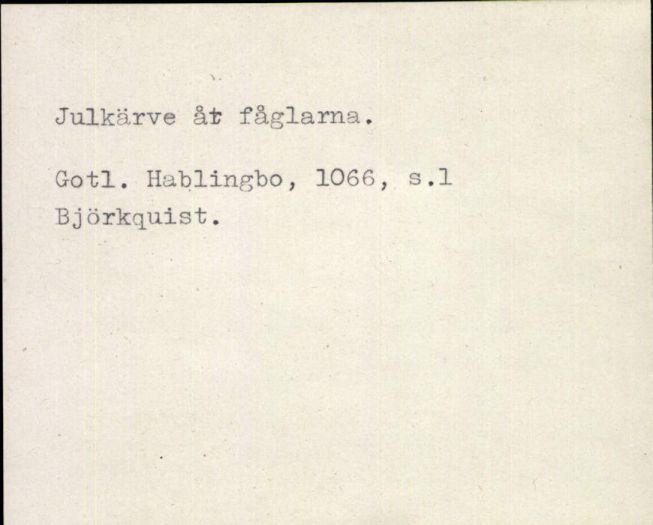 Julkärve åt fåglarna.
Gotl. Hablingbo, 1066, s.1
Björkquist.